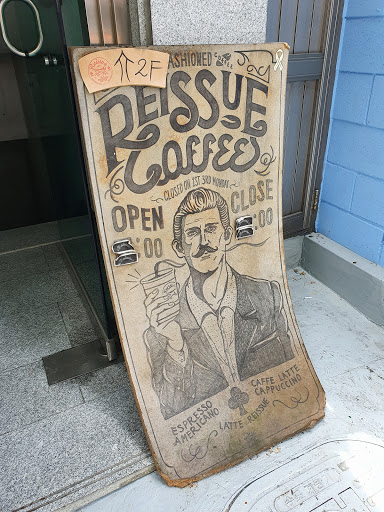 ↑2F
FASHIONED
REISSUE
COFFEE
CLOSED ON 1ST 3RD MONDAY
OPEN CLOSE
:00 :00
ESPRESSO
AMERICANO
LATTE REISSUE
CAFFE LATTE
CAPPUCCINO